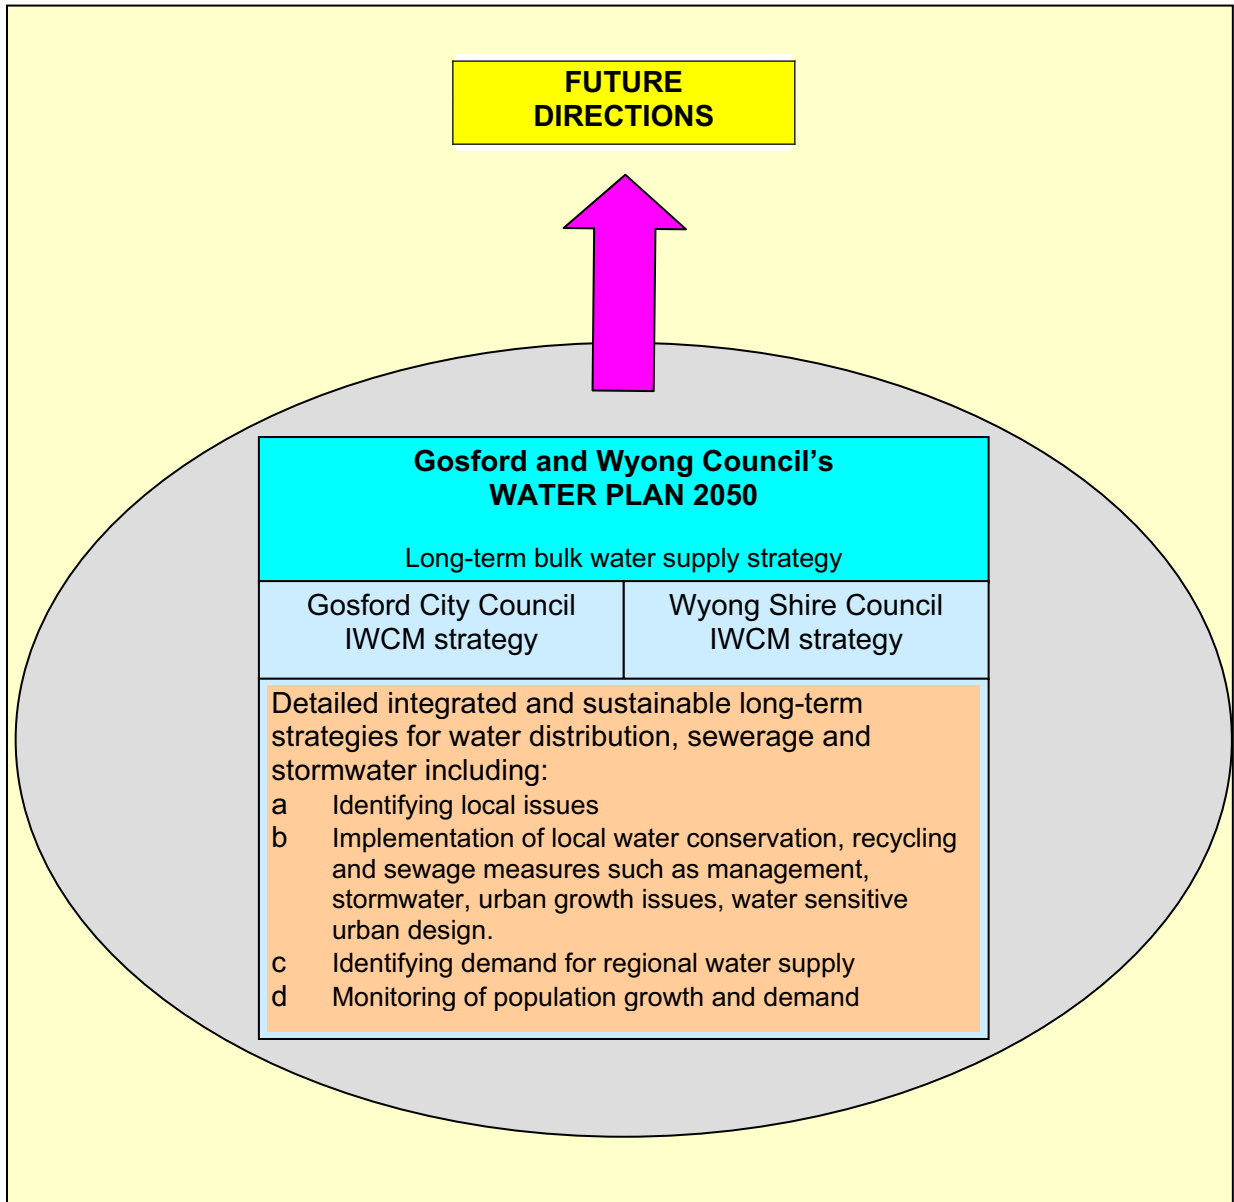 FUTURE
DIRECTIONS
Gosford and Wyong Council’s
WATER PLAN 2050
Long-term bulk water supply strategy
Gosford City Council
IWCM strategy
Wyong Shire Council
IWCM strategy
Detailed integrated and sustainable long-term
strategies for water distribution, sewerage and
stormwater including:
a Identifying local issues
b Implementation of local water conservation, recycling
and sewage measures such as management,
stormwater, urban growth issues, water sensitive
urban design.
c Identifying demand for regional water supply
d Monitoring of population growth and demand